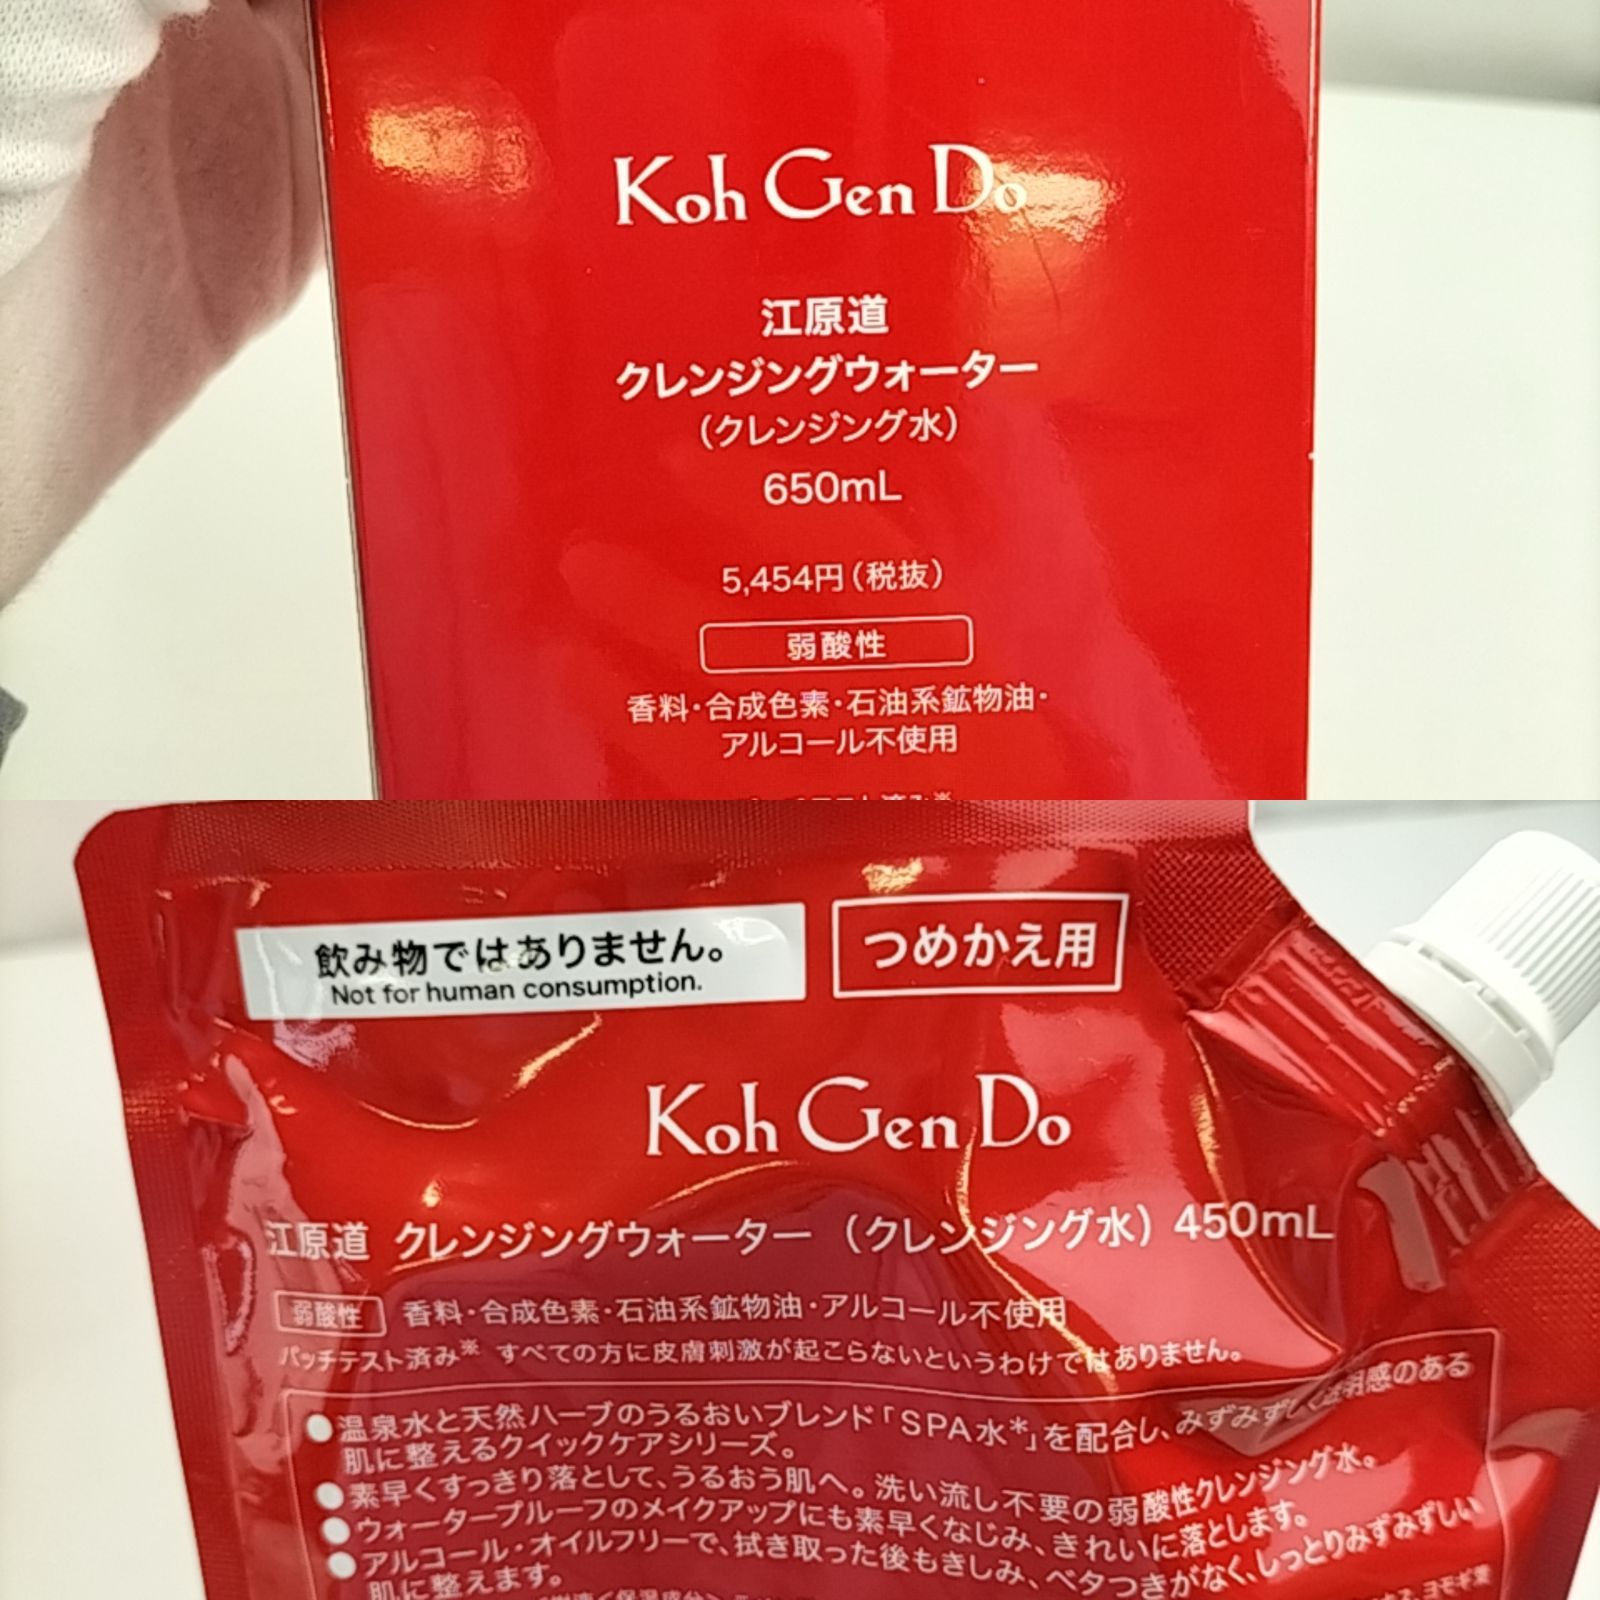 Koh Gen Do
江原道
クレンジングウォーター
（クレンジング水）
650mL
5,454円（税抜）
弱酸性
香料・合成色素・石油系鉱物油・
アルコール不使用
飲み物ではありません。
Not for human consumption.
つめかえ用
Koh Gen Do
江原道 クレンジングウォーター （クレンジング水） 450mL
弱酸性 香料・合成色素・石油系鉱物油・アルコール不使用
パッチテスト済み※ すべての方に皮膚刺激が起こらないというわけではありません。
●温泉水と天然ハーブのうるおいブレンド「SPA水*」を配合し、みずみずしく透明感のある
肌に整えるクイックケアシリーズ。
●素早くすっきり落として、うるおう肌へ。洗い流し不要の弱酸性クレンジング水。
●ウォータープルーフのメイクアップにも素早くなじみ、きれいに落とします。
●アルコール・オイルフリーで、拭き取った後もきしみ、ベタつきがなく、しっとりみずみずしい
肌に整えます。
ヨモギ葉